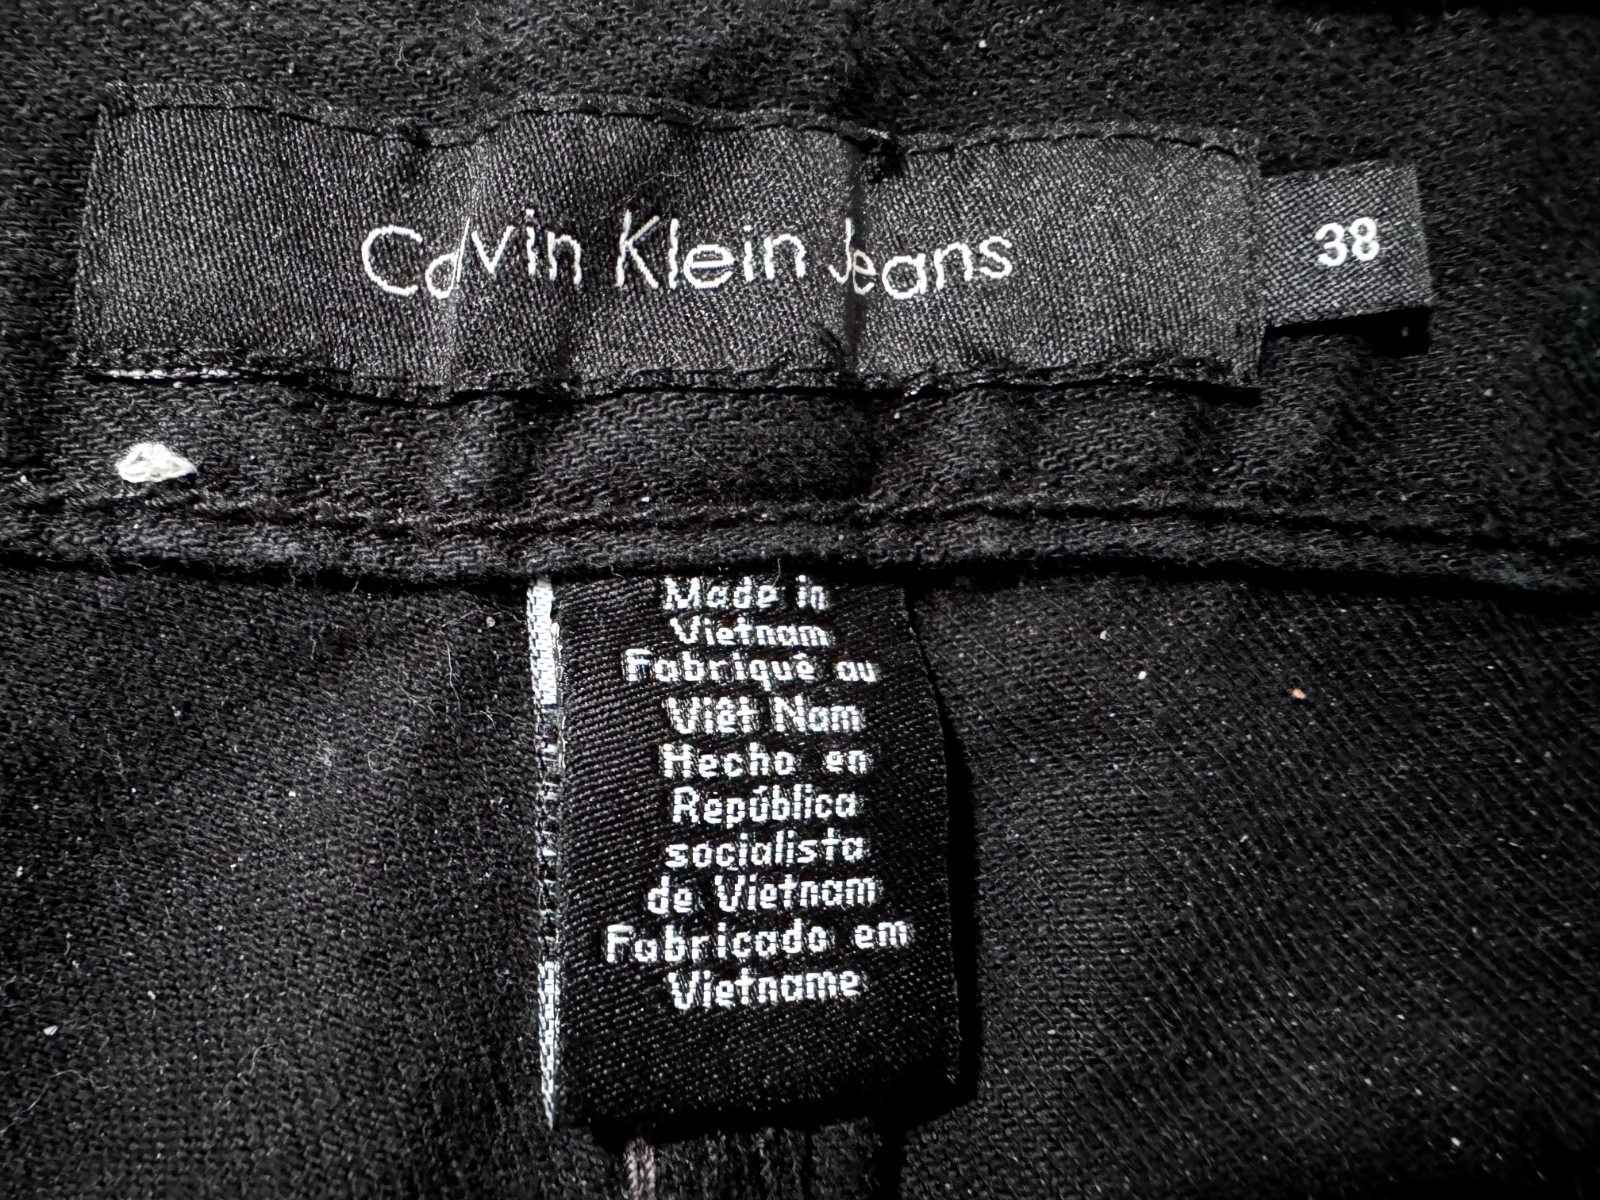 Calvin Klein Jeans
38
Made in
Vietnam
Fabriqué au
Viêt Nam
Hecho en
República
socialista
de Vietnam
Fabricado em
Vietname